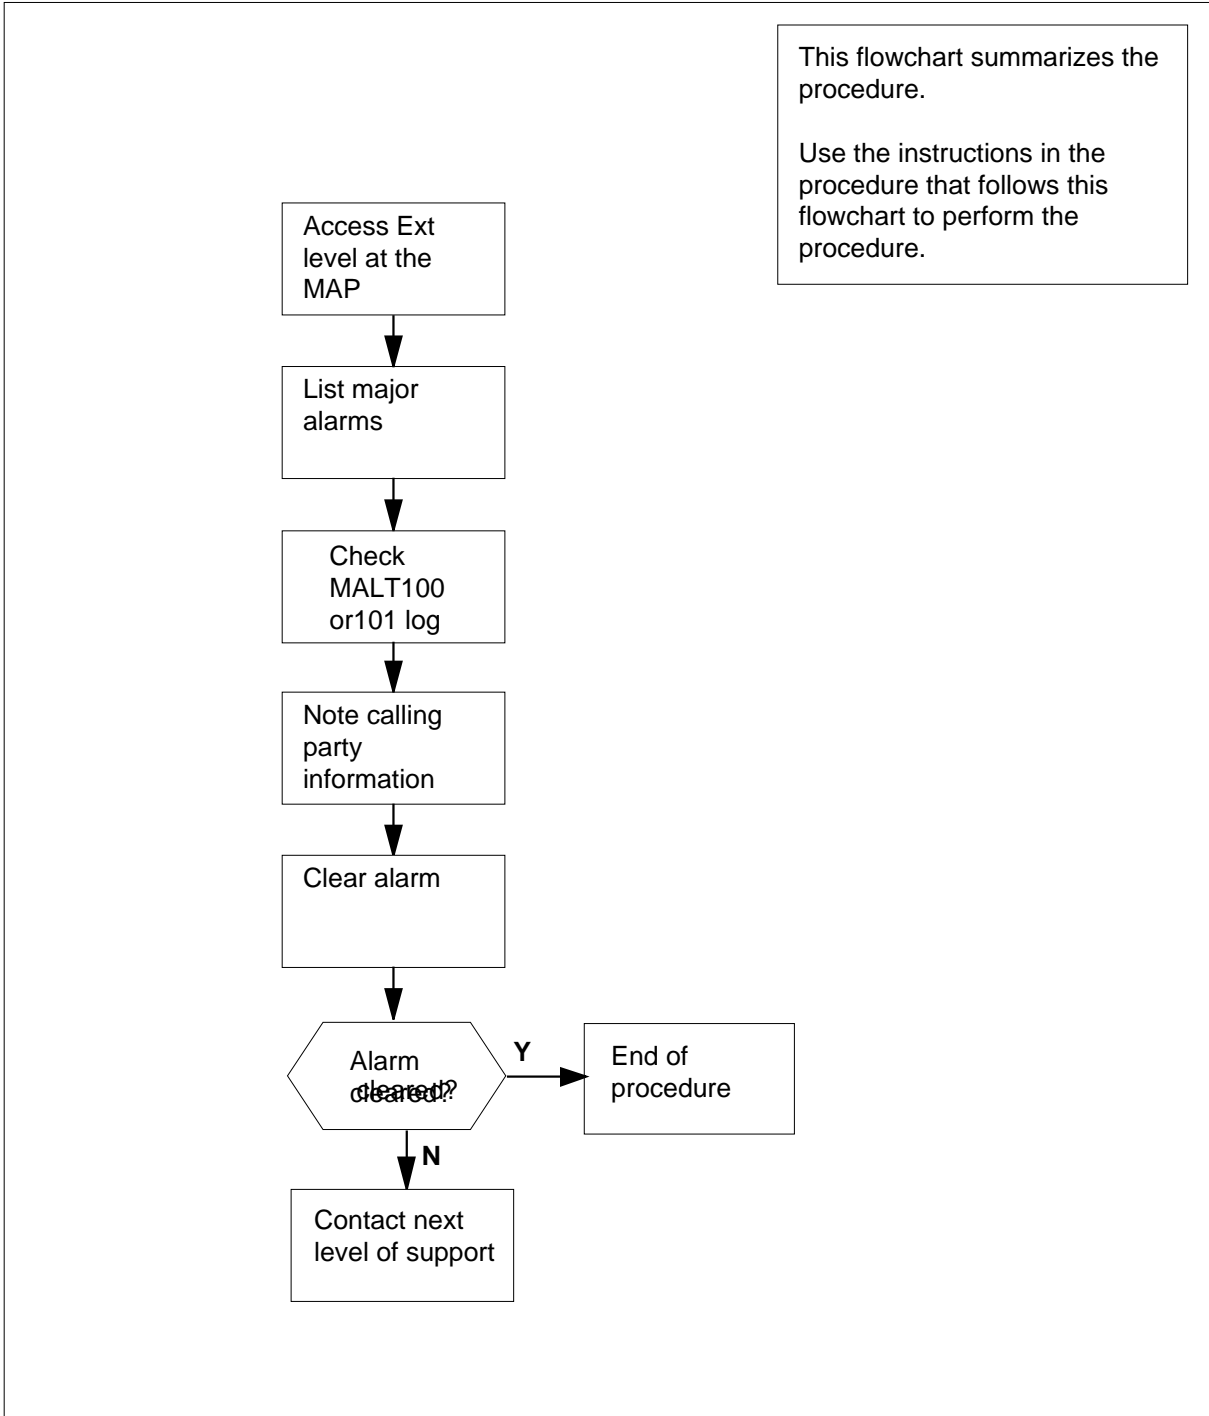 This flowchart summarizes the
procedure.
Use the instructions in the
procedure that follows this
flowchart to perform the
procedure.
Access Ext
level at the
MAP
List major
alarms
Check
MALT100
or101 log
Note calling
party
information
Clear alarm
Alarm
cleared?
cleared?
Y
End of
procedure
N
Contact next
level of support